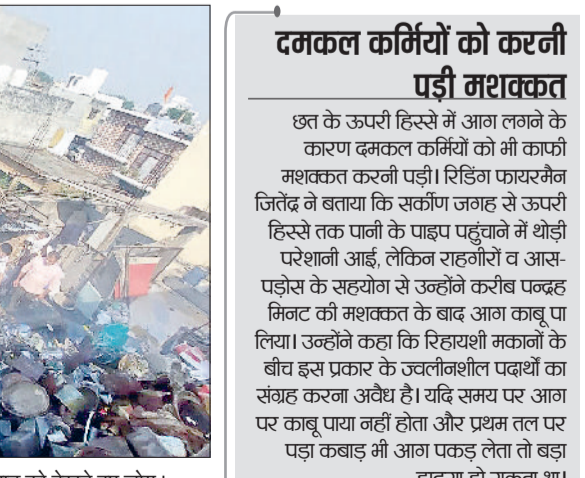 दमकल कर्मियों को करनी
पड़ी मशक्कत
छत के ऊपरी हिस्से में आग लगने के
कारण दमकल कर्मियों को भी काफी
मशक्कत करनी पड़ी। रिडिंग फायरमैन
जितेंद्र ने बताया कि सर्कीण जगह से ऊपरी
हिस्से तक पानी के पाइप पहुंचाने में थोड़ी
परेशानी आई, लेकिन राहगीरों व आस-
पड़ोस के सहयोग से उन्होंने करीब पन्द्रह
मिनट की मशक्कत के बाद आग काबू पा
लिया। उन्होंने कहा कि रिहायशी मकानों के
बीच इस प्रकार के ज्वलीनशील पदार्थों का
संग्रह करना अवैध है। यदि समय पर आग
पर काबू पाया नहीं होता और प्रथम तल पर
पड़ा कबाड़ भी आग पकड़ लेता तो बड़ा